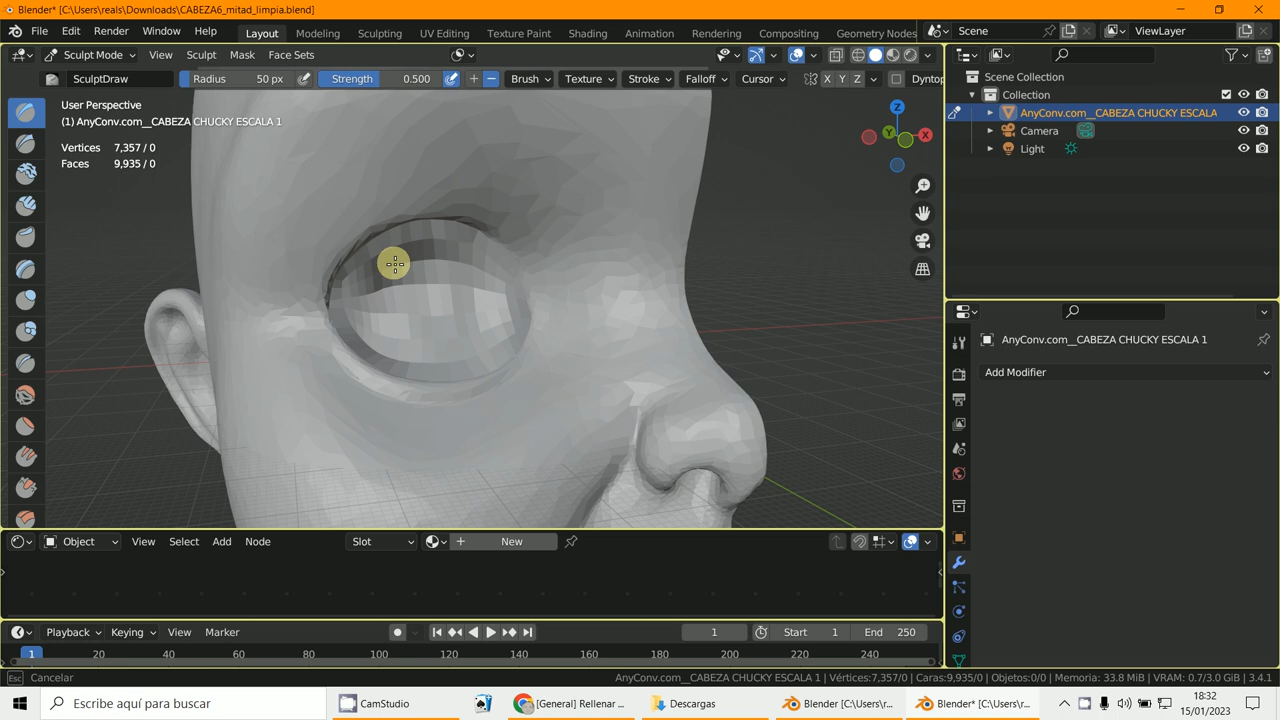 Blender* [C:\Users\reals\Downloads\CABEZA6_mitad_limpia.blend]
File Edit Render Window Help Layout Modeling Sculpting UV Editing Texture Paint Shading Animation Rendering Compositing Geometry Nodes Scene ViewLayer
Sculpt Mode View Sculpt Mask Face Sets
SculptDraw Radius 50 px Strength 0.500 Brush Texture Stroke Falloff Cursor X Y Z Dyntop
User Perspective
(1) AnyConv.com__CABEZA CHUCKY ESCALA 1
Vertices 7,357 / 0
Faces 9,935 / 0
Z
Y
X
Scene Collection
Collection
AnyConv.com__CABEZA CHUCKY ESCALA
Camera
Light
AnyConv.com__CABEZA CHUCKY ESCALA 1
Add Modifier
Object View Select Add Node Slot New
Playback Keying View Marker 1 Start 1 End 250
1 20 40 60 80 100 120 140 160 180 200 220 240
Esc Cancelar AnyConv.com__CABEZA CHUCKY ESCALA 1 | Vértices:7,357/0 | Caras:9,935/0 | Objetos:0/0 | Memoria: 33.8 MiB | VRAM: 0.7/3.0 GiB | 3.4.1
Escribe aquí para buscar CamStudio [General] Rellenar ... Descargas Blender [C:\Users\r... Blender* [C:\Users\r...
18:32
15/01/2023